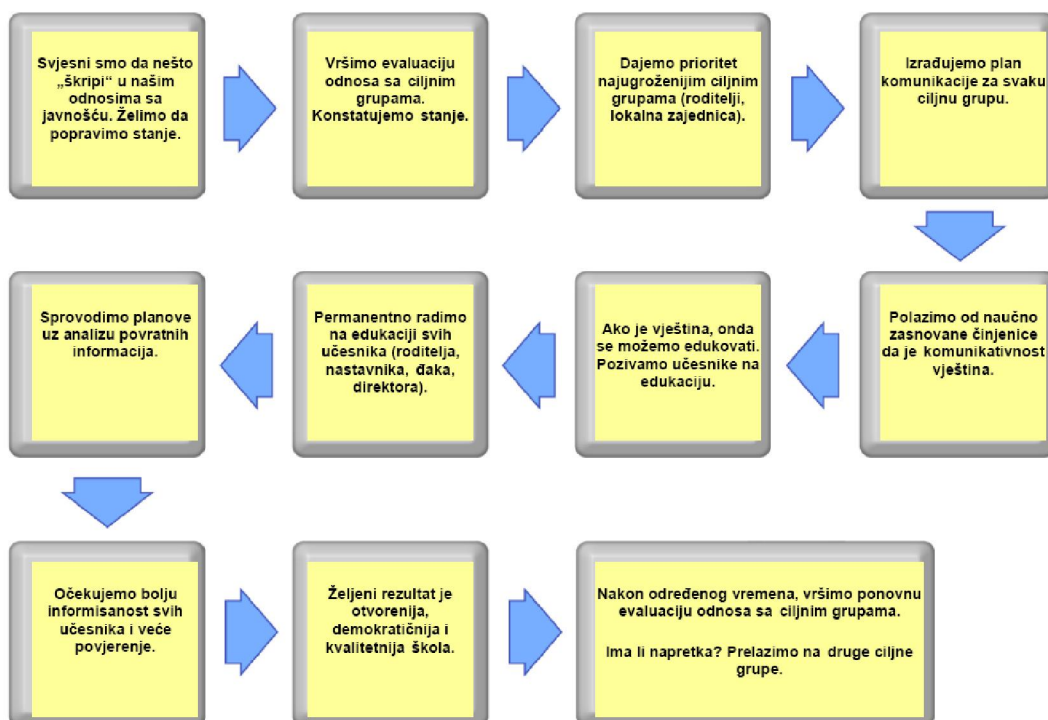 Svjesni smo da nešto
„škripi“ u našim
odnosima sa
javnošću. Želimo da
popravimo stanje.
Vršimo evaluaciju
odnosa sa ciljnim
grupama.
Konstatujemo stanje.
Dajemo prioritet
najugroženijim ciljnim
grupama (roditelji,
lokalna zajednica).
Izrađujemo plan
komunikacije za svaku
ciljnu grupu.
Polazimo od naučno
zasnovane činjenice
da je komunikativnost
vještina.
Ako je vještina, onda
se možemo edukovati.
Pozivamo učesnike na
edukaciju.
Permanentno radimo
na edukaciji svih
učesnika (roditelja,
nastavnika, đaka,
direktora).
Sprovodimo planove
uz analizu povratnih
informacija.
Očekujemo bolju
informisanost svih
učesnika i veće
povjerenje.
Željeni rezultat je
otvorenija,
demokratičnija i
kvalitetnija škola.
Nakon određenog vremena, vršimo ponovnu
evaluaciju odnosa sa ciljnim grupama.
Ima li napretka? Prelazimo na druge ciljne
grupe.